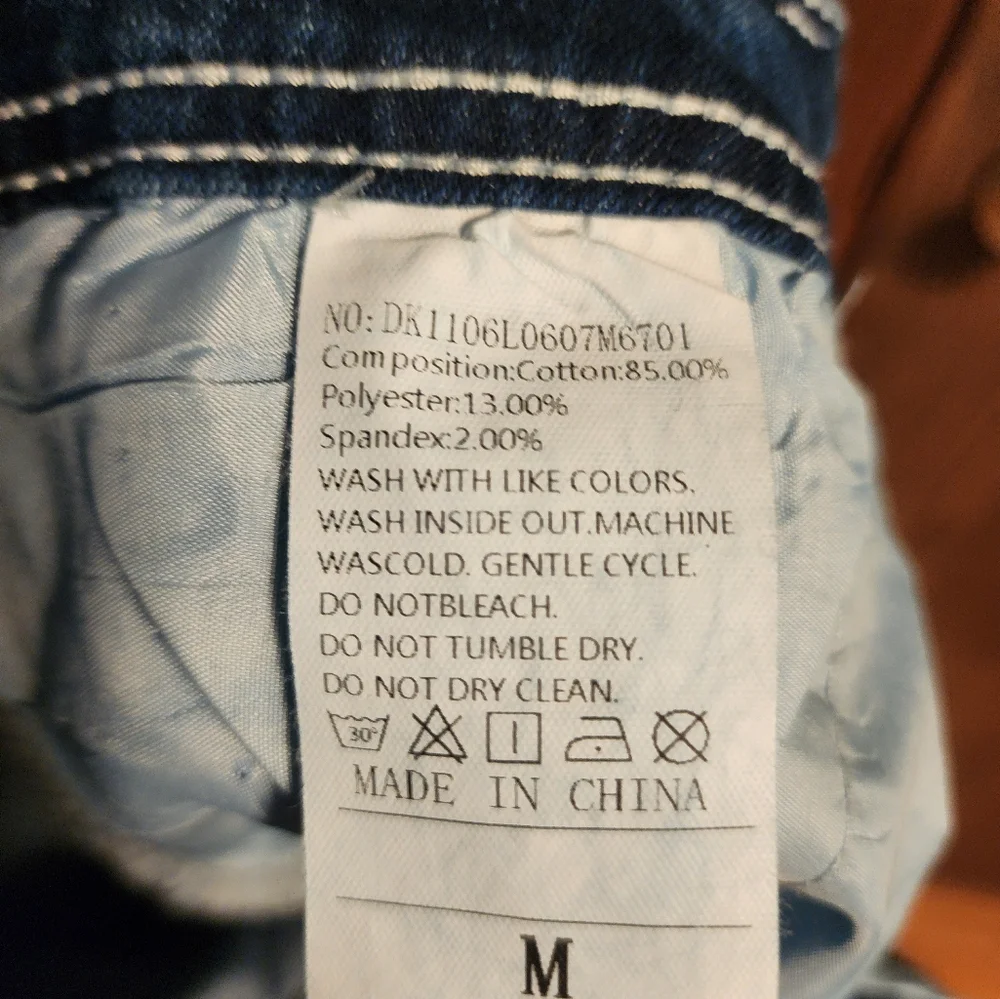 NO:DK1106L0607M6701
Composition:Cotton:85.00%
Polyester:13.00%
Spandex:2.00%
WASH WITH LIKE COLORS.
WASH INSIDE OUT.MACHINE
WASCOLD. GENTLE CYCLE.
DO NOTBLEACH.
DO NOT TUMBLE DRY.
DO NOT DRY CLEAN.
30°
MADE IN CHINA
M